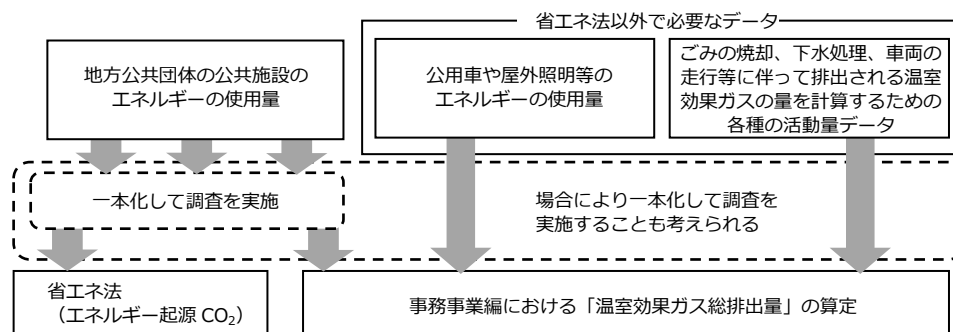 省エネ法以外で必要なデータ
地方公共団体の公共施設の
エネルギーの使用量
公用車や屋外照明等の
エネルギーの使用量
ごみの焼却、下水処理、車両の
走行等に伴って排出される温室
効果ガスの量を計算するための
各種の活動量データ
一本化して調査を実施
場合により一本化して調査を
実施することも考えられる
省エネ法
（エネルギー起源 CO₂）
事務事業編における「温室効果ガス総排出量」の算定